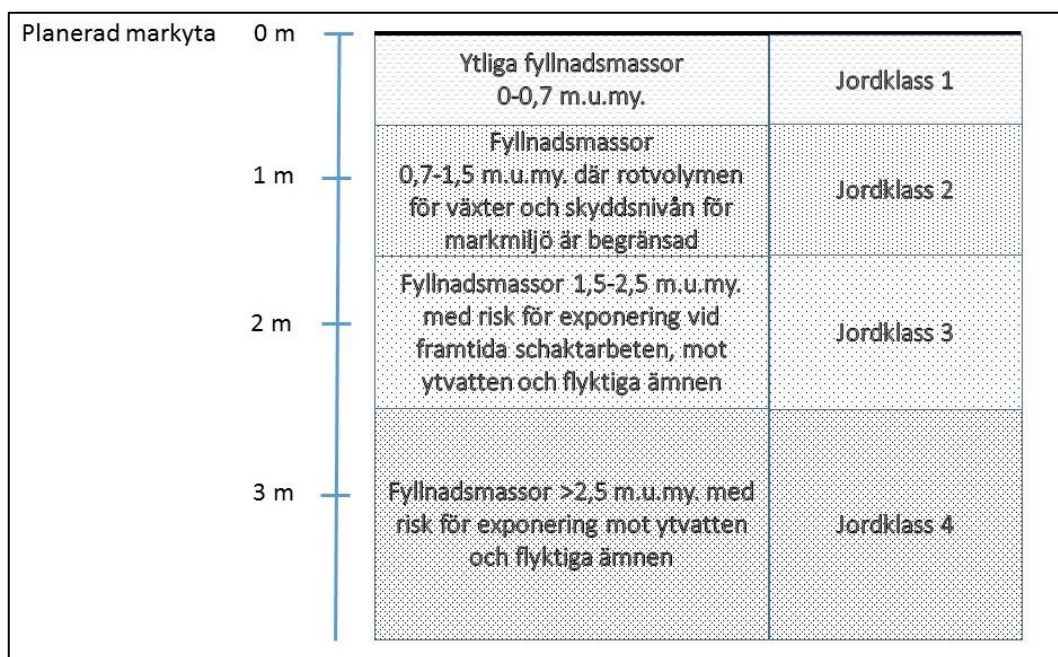 Planerad markyta 0 m
Ytliga fyllnadsmassor
0-0,7 m.u.my.
Jordklass 1
Fyllnadsmassor
1 m
0,7-1,5 m.u.my. där rotvolymen
för växter och skyddsnivån för
markmiljö är begränsad
Jordklass 2
Fyllnadsmassor 1,5-2,5 m.u.my.
2 m
med risk för exponering vid
framtida schaktarbeten, mot
ytvatten och flyktiga ämnen
Jordklass 3
3 m
Fyllnadsmassor >2,5 m.u.my. med
risk för exponering mot ytvatten
och flyktiga ämnen
Jordklass 4